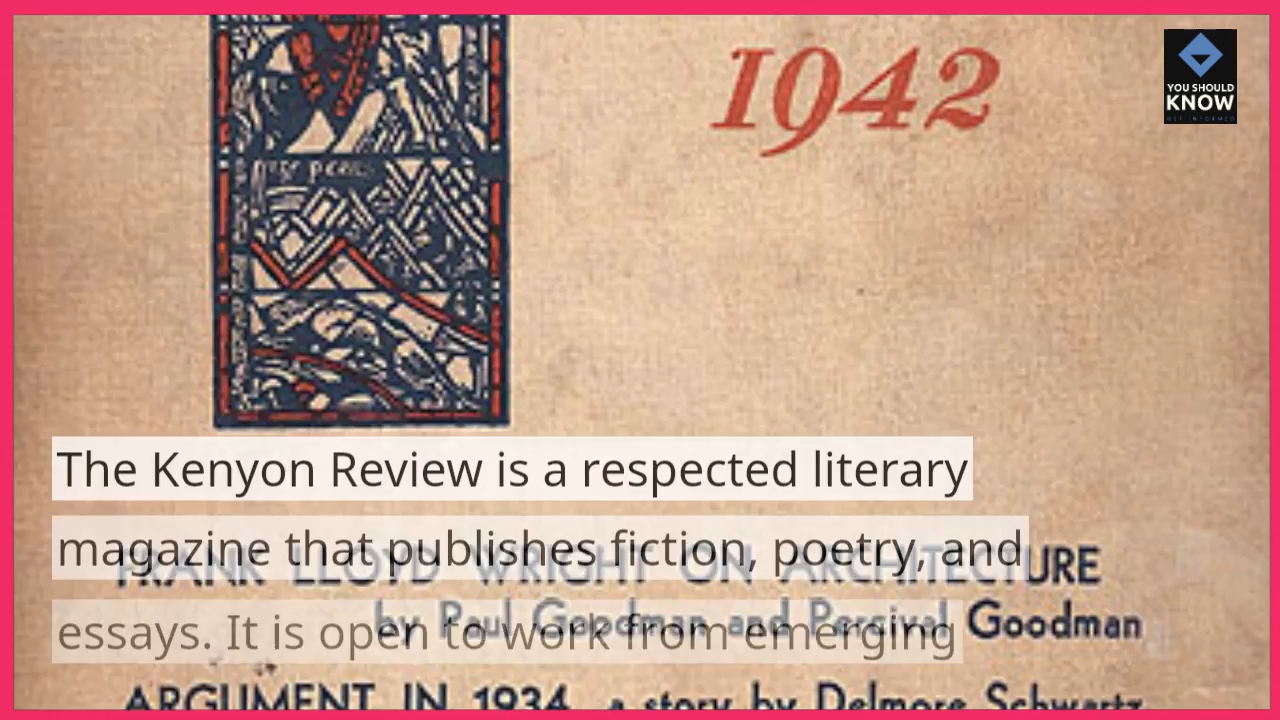 1942
YOU SHOULD
KNOW
GET INFORMED
The Kenyon Review is a respected literary
magazine that publishes fiction, poetry, and
FRANK LLOYD WRIGHT ON ARCHITECTURE
by Paul Goodman and Percival Goodman
essays. It is open to work from emerging
ARGUMENT IN 1934, a story by Delmore Schwartz